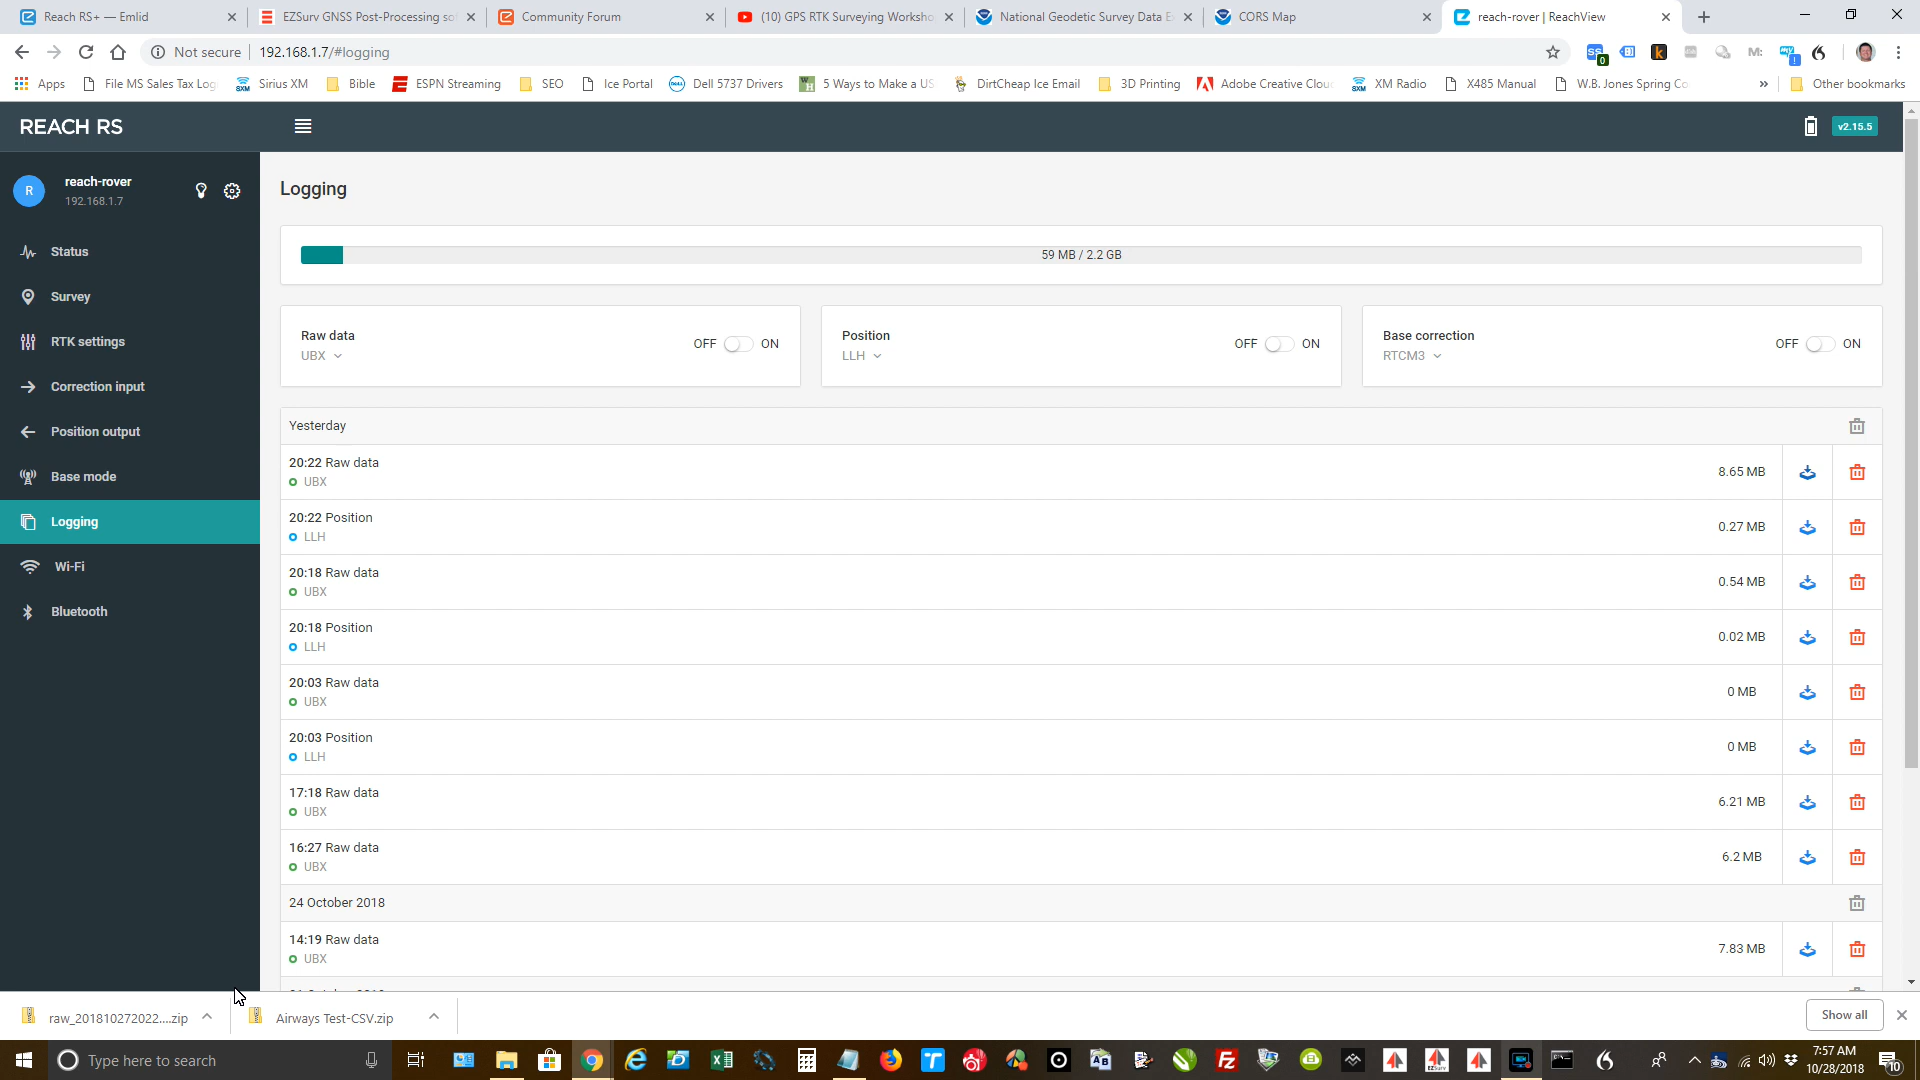 Reach RS+ — Emlid
EZSurv GNSS Post-Processing so
Community Forum
(10) GPS RTK Surveying Worksho
National Geodetic Survey Data E
CORS Map
reach-rover | ReachView
Not secure
192.168.1.7/#logging
Apps
File MS Sales Tax Log
Sirius XM
Bible
ESPN Streaming
SEO
Ice Portal
Dell 5737 Drivers
5 Ways to Make a US
DirtCheap Ice Email
3D Printing
Adobe Creative Clou
XM Radio
X485 Manual
W.B. Jones Spring Co
Other bookmarks
REACH RS
v2.15.5
R
reach-rover
192.168.1.7
Status
Survey
RTK settings
Correction input
Position output
Base mode
Logging
Wi-Fi
Bluetooth
Logging
59 MB / 2.2 GB
Raw data
UBX
OFF ON
Position
LLH
OFF ON
Base correction
RTCM3
OFF ON
Yesterday
20:22 Raw data
UBX
8.65 MB
20:22 Position
LLH
0.27 MB
20:18 Raw data
UBX
0.54 MB
20:18 Position
LLH
0.02 MB
20:03 Raw data
UBX
0 MB
20:03 Position
LLH
0 MB
17:18 Raw data
UBX
6.21 MB
16:27 Raw data
UBX
6.2 MB
24 October 2018
14:19 Raw data
UBX
7.83 MB
raw_201810272022....zip
Airways Test-CSV.zip
Show all
Type here to search
7:57 AM
10/28/2018
10